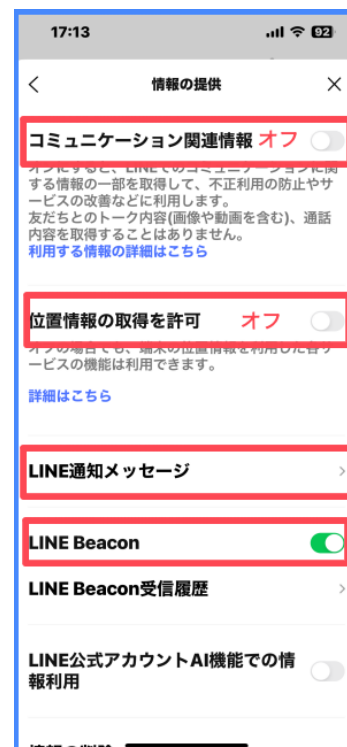 17:13
92
情報の提供
コミュニケーション関連情報 オフ
オンにすると、LINEでのコミュニケーションに関
する情報の一部を取得して、不正利用の防止やサ
ービスの改善などに利用します。
友だちとのトーク内容(画像や動画を含む)、通話
内容を取得することはありません。
利用する情報の詳細はこちら
位置情報の取得を許可 オフ
オフの場合でも、端末の位置情報を利用した各サ
ービスの機能は利用できます。
詳細はこちら
LINE通知メッセージ
LINE Beacon
LINE Beacon受信履歴
LINE公式アカウントAI機能での情
報利用
情報の削除